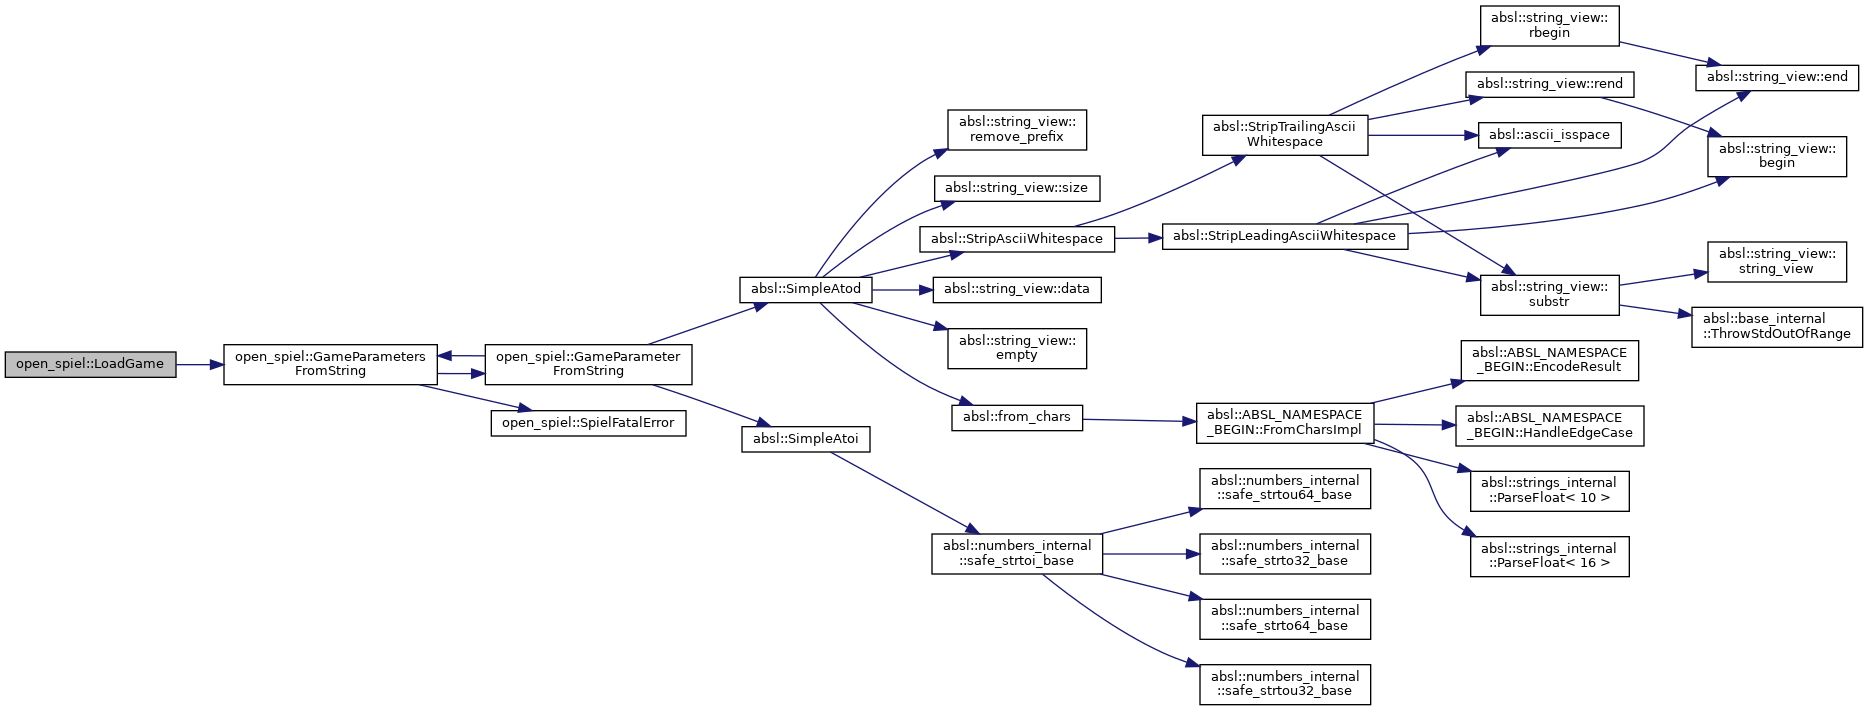 open_spiel::LoadGame
open_spiel::GameParameters
FromString
open_spiel::GameParameter
FromString
open_spiel::SpielFatalError
absl::SimpleAtod
absl::SimpleAtoi
absl::string_view::
remove_prefix
absl::string_view::size
absl::StripAsciiWhitespace
absl::string_view::data
absl::string_view::
empty
absl::from_chars
absl::numbers_internal
::safe_strtoi_base
absl::StripTrailingAscii
Whitespace
absl::StripLeadingAsciiWhitespace
absl::ABSL_NAMESPACE
_BEGIN::FromCharsImpl
absl::numbers_internal
::safe_strtou64_base
absl::numbers_internal
::safe_strto32_base
absl::numbers_internal
::safe_strto64_base
absl::numbers_internal
::safe_strtou32_base
absl::string_view::
rbegin
absl::string_view::rend
absl::ascii_isspace
absl::string_view::
substr
absl::ABSL_NAMESPACE
_BEGIN::EncodeResult
absl::ABSL_NAMESPACE
_BEGIN::HandleEdgeCase
absl::strings_internal
::ParseFloat< 10 >
absl::strings_internal
::ParseFloat< 16 >
absl::string_view::end
absl::string_view::
begin
absl::string_view::
string_view
absl::base_internal
::ThrowStdOutOfRange